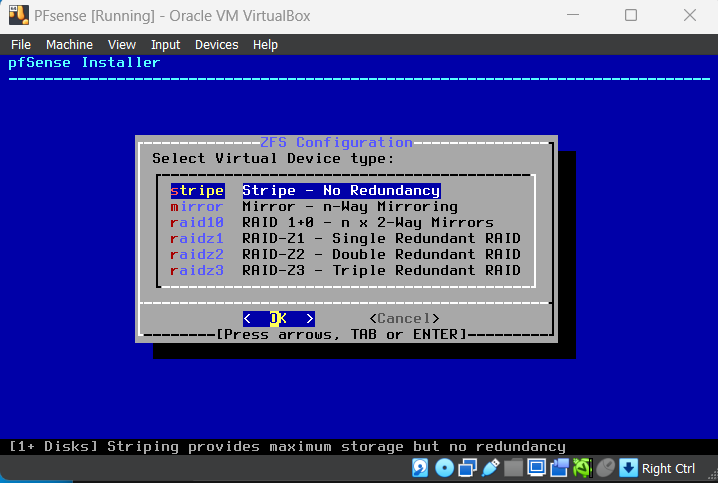 PFsense [Running] - Oracle VM VirtualBox
File Machine View Input Devices Help
pfSense Installer
ZFS Configuration
Select Virtual Device type:
stripe Stripe - No Redundancy
mirror Mirror - n-Way Mirroring
raid10 RAID 1+0 - n x 2-Way Mirrors
raidz1 RAID-Z1 - Single Redundant RAID
raidz2 RAID-Z2 - Double Redundant RAID
raidz3 RAID-Z3 - Triple Redundant RAID
< OK > <Cancel>
[Press arrows, TAB or ENTER]
[1+ Disks] Striping provides maximum storage but no redundancy
Right Ctrl